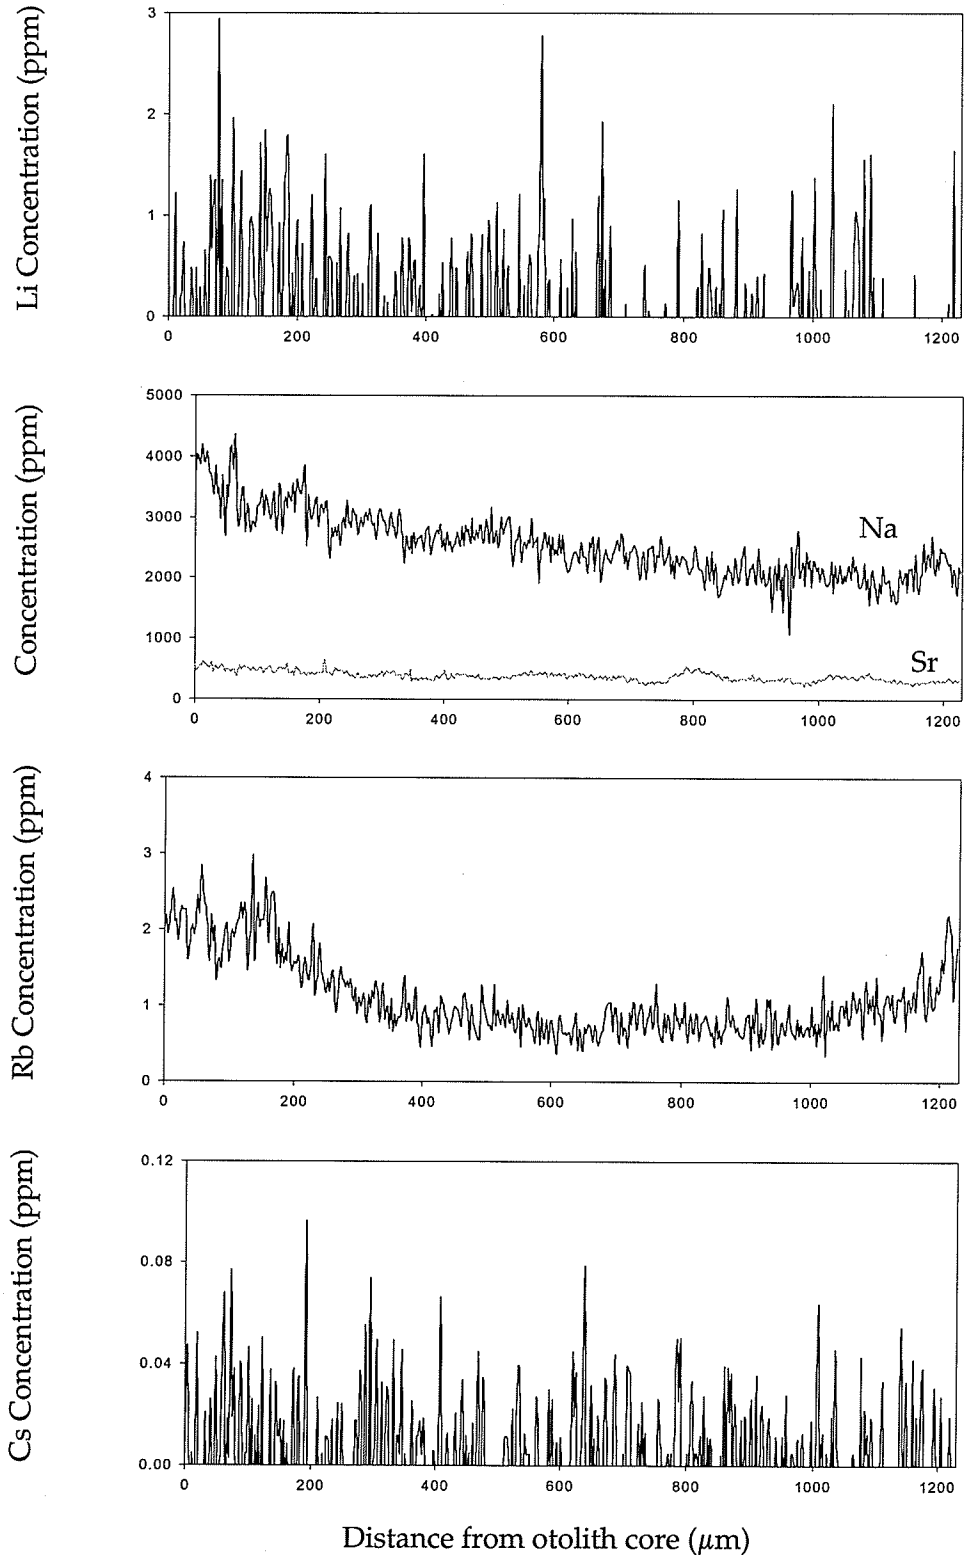 Li Concentration (ppm)
3
2
1
0
0 200 400 600 800 1000 1200
Concentration (ppm)
5000
4000
3000
2000
1000
0
Na
Sr
0 200 400 600 800 1000 1200
Rb Concentration (ppm)
4
3
2
1
0
0 200 400 600 800 1000 1200
Cs Concentration (ppm)
0.12
0.08
0.04
0.00
0 200 400 600 800 1000 1200
Distance from otolith core (μm)